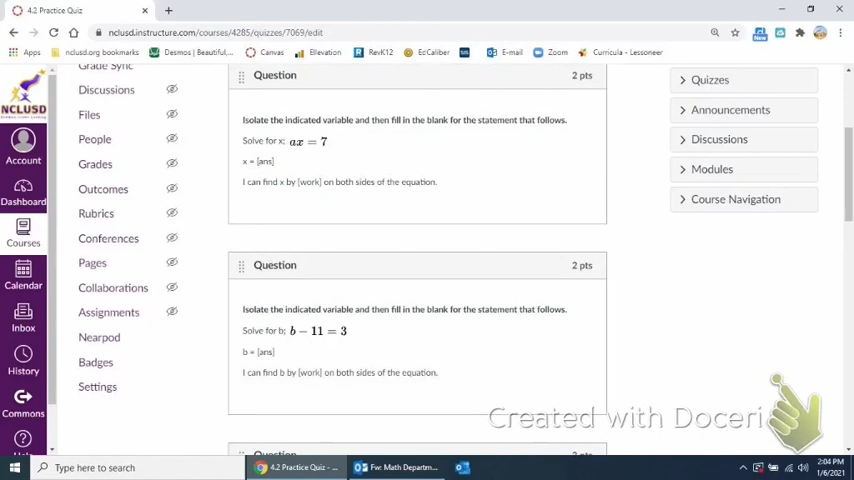 4.2 Practice Quiz
nclusd.instructure.com/courses/4285/quizzes/7069/edit
Apps nclusd.org bookmarks Desmos | Beautiful,... Canvas Ellevation RevK12 EdCaliber E-mail Zoom Curricula - Lessoneer
New
NCLUSD
Account
Dashboard
Courses
Calendar
Inbox
History
Commons
Grade Sync
Discussions
Files
People
Grades
Outcomes
Rubrics
Conferences
Pages
Collaborations
Assignments
Nearpod
Badges
Settings
Question 2 pts
Isolate the indicated variable and then fill in the blank for the statement that follows.
Solve for x; ax = 7
x = [ans]
I can find x by [work] on both sides of the equation.
Question 2 pts
Isolate the indicated variable and then fill in the blank for the statement that follows.
Solve for b; b − 11 = 3
b = [ans]
I can find b by [work] on both sides of the equation.
Question
Quizzes
Announcements
Discussions
Modules
Course Navigation
Created with Doceri
Type here to search
4.2 Practice Quiz - ...
Fw: Math Departm...
2:04 PM
1/6/2021